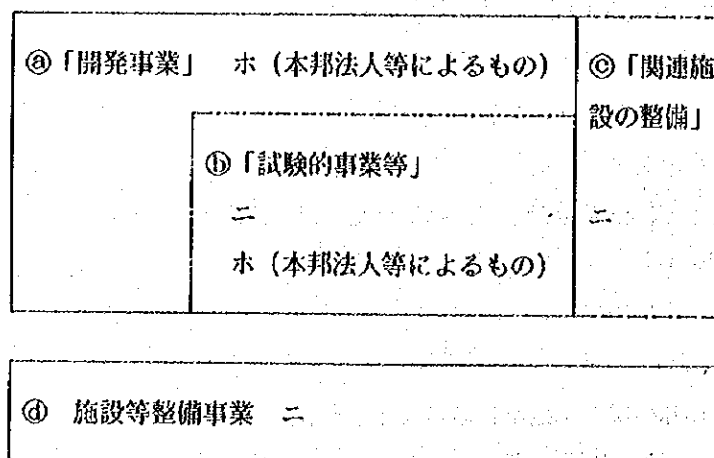 ⓐ「開発事業」 ホ(本邦法人等によるもの)
ⓒ「関連施
設の整備」
ⓑ「試験的事業等」
ニ
ニ
ホ(本邦法人等によるもの)
ⓓ 施設等整備事業 ニ